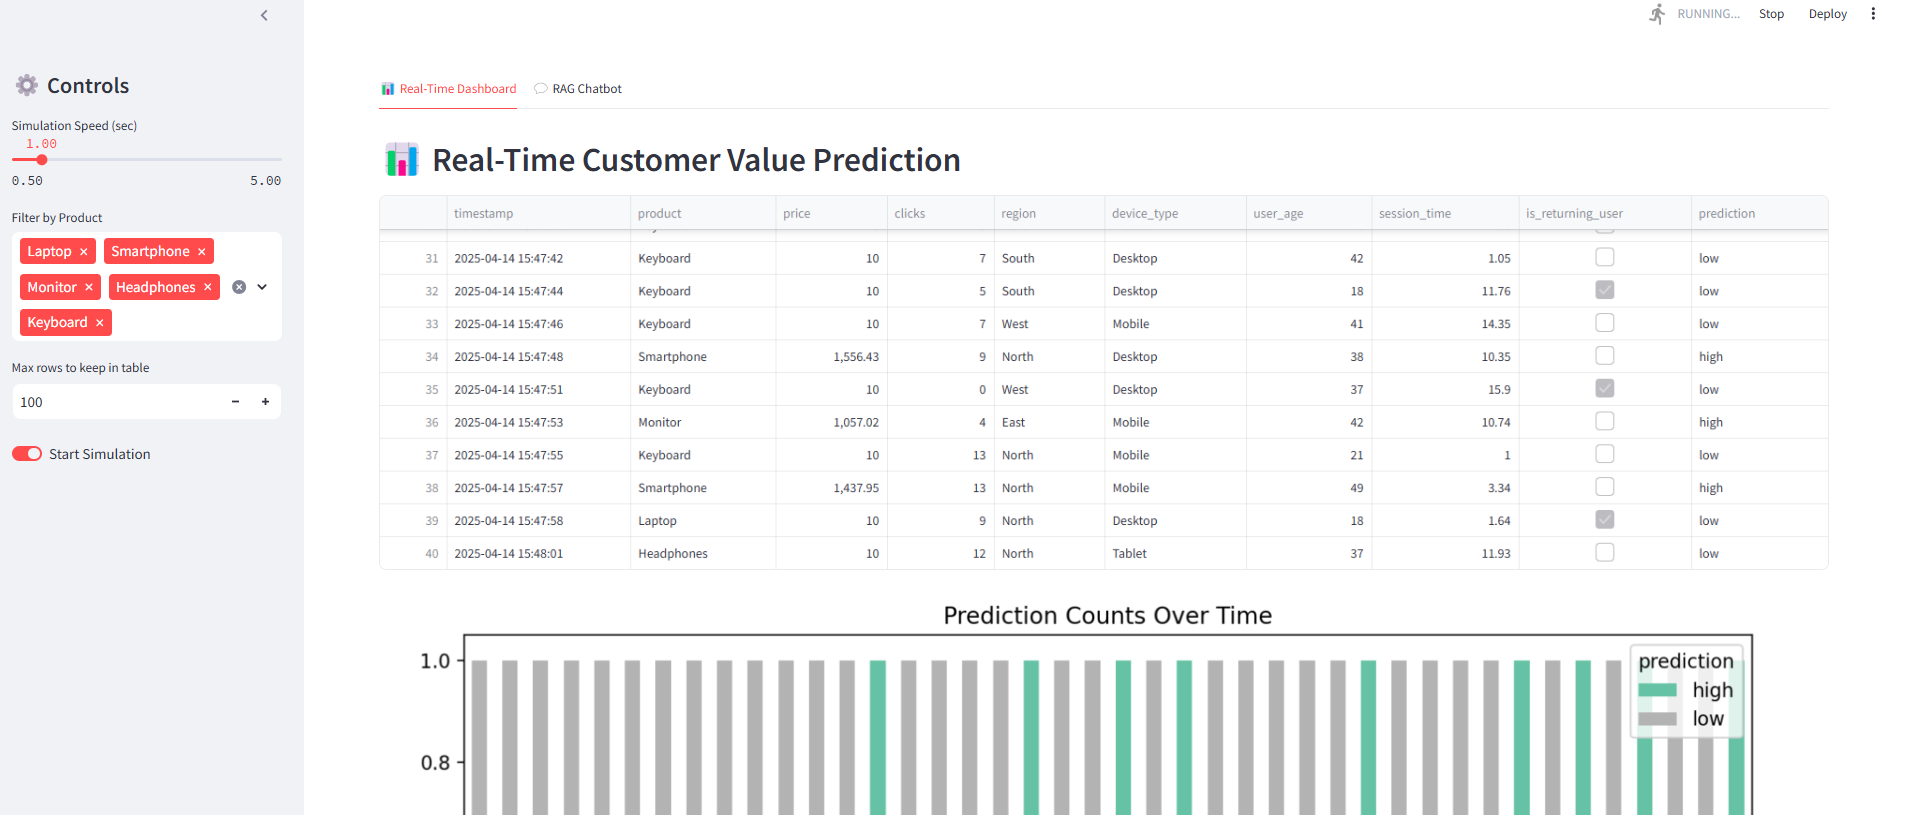 RUNNING... Stop Deploy
Controls
Simulation Speed (sec)
1.00
0.50 5.00
Filter by Product
Laptop × Smartphone ×
Monitor × Headphones ×
Keyboard ×
Max rows to keep in table
100 − +
Start Simulation
Real-Time Dashboard RAG Chatbot
Real-Time Customer Value Prediction
timestamp product price clicks region device_type user_age session_time is_returning_user prediction
31 2025-04-14 15:47:42 Keyboard 10 7 South Desktop 42 1.05 low
32 2025-04-14 15:47:44 Keyboard 10 5 South Desktop 18 11.76 low
33 2025-04-14 15:47:46 Keyboard 10 7 West Mobile 41 14.35 low
34 2025-04-14 15:47:48 Smartphone 1,556.43 9 North Desktop 38 10.35 high
35 2025-04-14 15:47:51 Keyboard 10 0 West Desktop 37 15.9 low
36 2025-04-14 15:47:53 Monitor 1,057.02 4 East Mobile 42 10.74 high
37 2025-04-14 15:47:55 Keyboard 10 13 North Mobile 21 1 low
38 2025-04-14 15:47:57 Smartphone 1,437.95 13 North Mobile 49 3.34 high
39 2025-04-14 15:47:58 Laptop 10 9 North Desktop 18 1.64 low
40 2025-04-14 15:48:01 Headphones 10 12 North Tablet 37 11.93 low
Prediction Counts Over Time
1.0
0.8
prediction
high
low